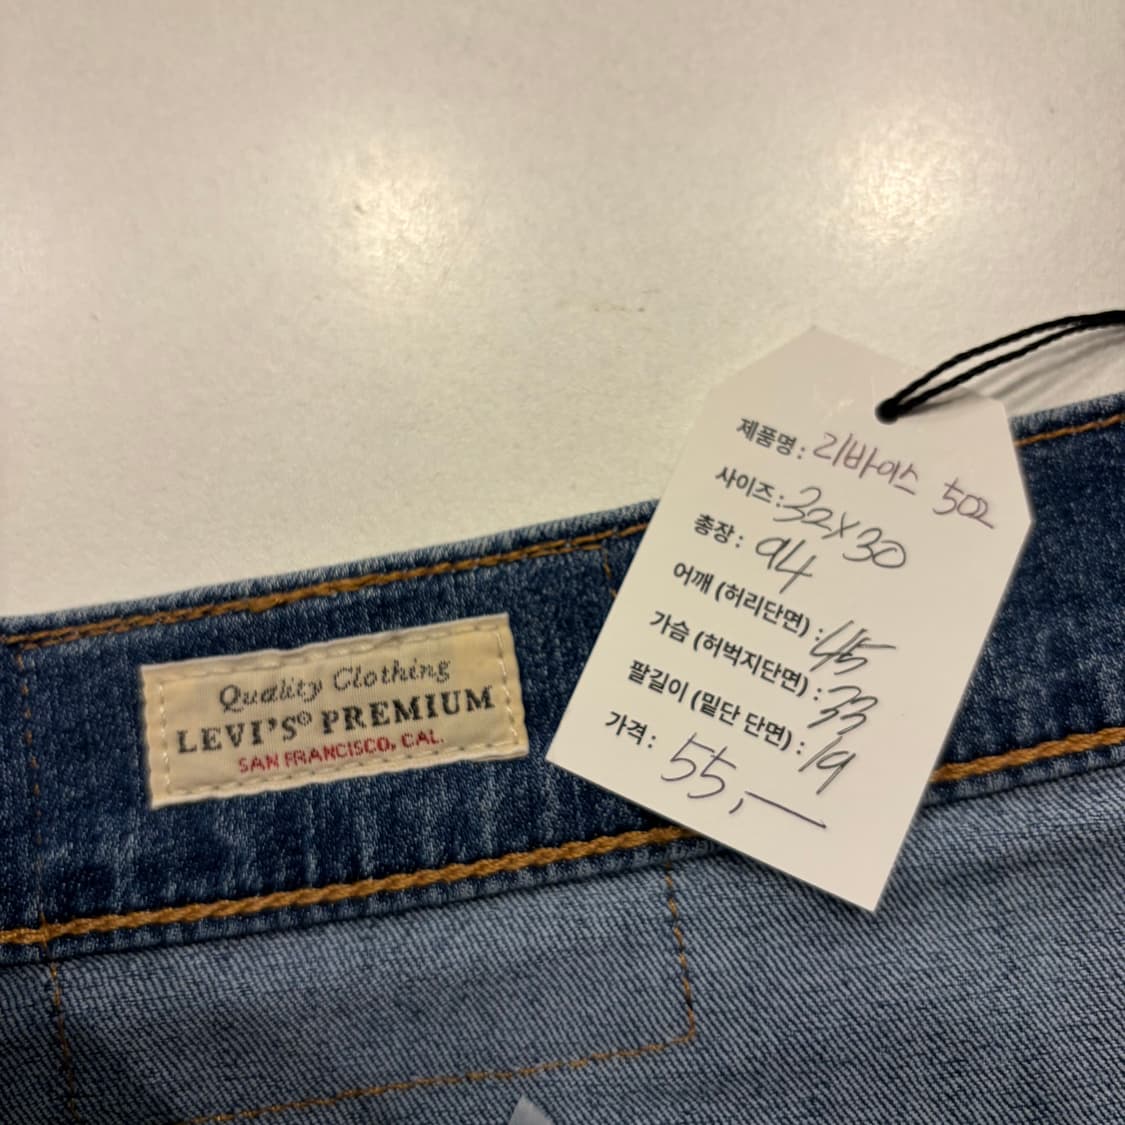 Quality Clothing
LEVI'S® PREMIUM
SAN FRANCISCO, CAL.
제품명 : 리바이스 502
사이즈 : 32x30
총장 : 94
어깨 (허리단면) : 45
가슴 (허벅지단면) : 33
팔길이 (밑단 단면) : 19
가격 : 55,—